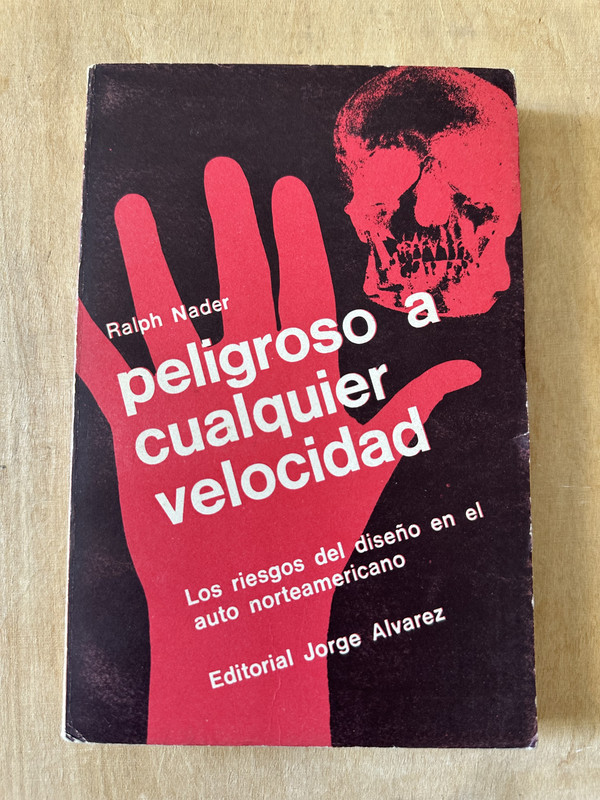 Ralph Nader
peligroso a
cualquier
velocidad
Los riesgos del diseño en el
auto norteamericano
Editorial Jorge Alvarez